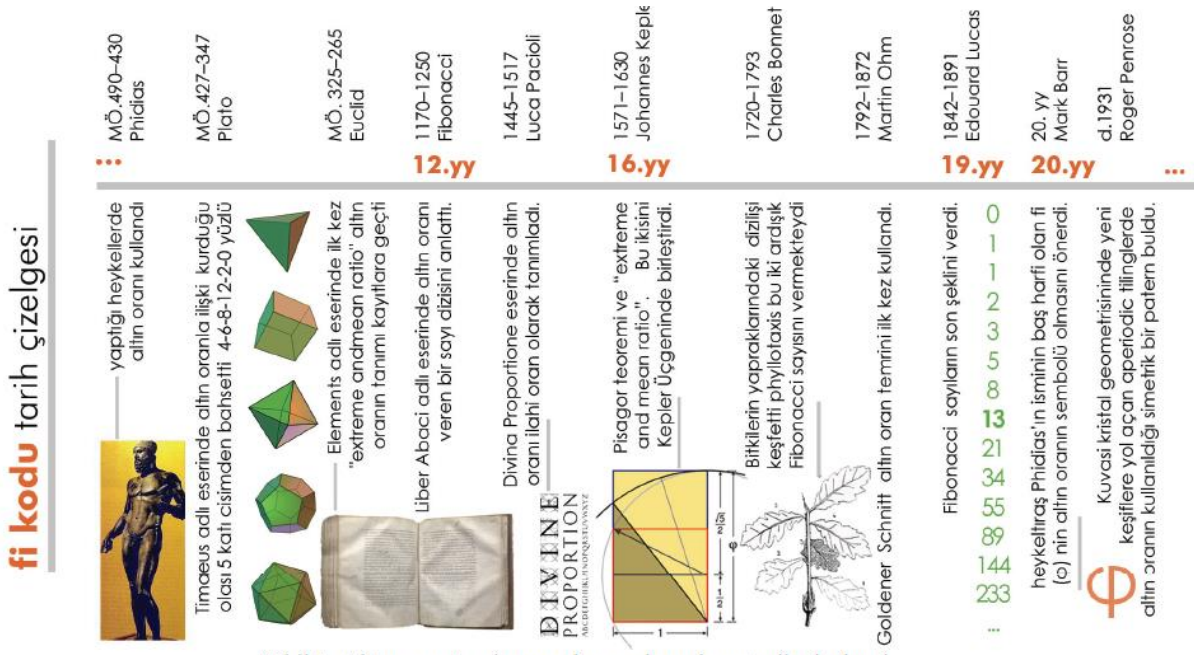 fi kodu tarih çizelgesi
...
MÖ.490–430
Phidias
yaptığı heykellerde
altın oranı kullandı
MÖ.427–347
Plato
Timaeus adlı eserinde altın oranla ilişki kurduğu
olası 5 katı cisimden bahsetti 4-6-8-12-2-0 yüzlü
MÖ. 325–265
Euclid
Elements adlı eserinde ilk kez
"extreme andmean ratio" altın
oranın tanımı kayıtlara geçti
12.yy
1170–1250
Fibonacci
Liber Abaci adlı eserinde altın oranı
veren bir sayı dizisini anlattı.
1445–1517
Luca Pacioli
Divina Proportione eserinde altın
oranı ilahi oran olarak tanımladı.
DIVINE
PROPORTION
ABCDEFGHIKLMNOPQRSTUVWXYZ
16.yy
1571–1630
Johannes Keple
Pisagor teoremi ve "extreme
and mean ratio". Bu ikisini
Kepler Üçgeninde birleştirdi.
1
1/2
√5/2
φ
1720–1793
Charles Bonnet
Bitkilerin yapraklarındaki dizilişi
keşfetti phyllotaxis bu iki ardışık
Fibonacci sayısını vermekteydi
1792–1872
Martin Ohm
Goldener Schnitt altın oran temrini ilk kez kullandı.
19.yy
1842–1891
Edouard Lucas
Fibonacci sayıların son şeklini verdi.
0
1
1
2
3
5
8
13
21
34
55
89
144
233
...
20.yy
20. yy
Mark Barr
heykeltıraş Phidias'ın isminin baş harfi olan fi
(o) nin altın oranın sembolü olmasını önerdi.
φ
d.1931
Roger Penrose
Kuvasi kristal geometrisininde yeni
keşiflere yol açan aperiodic tilinglerde
altın oranın kullanıldığı simetrik bir patern buldu.
...